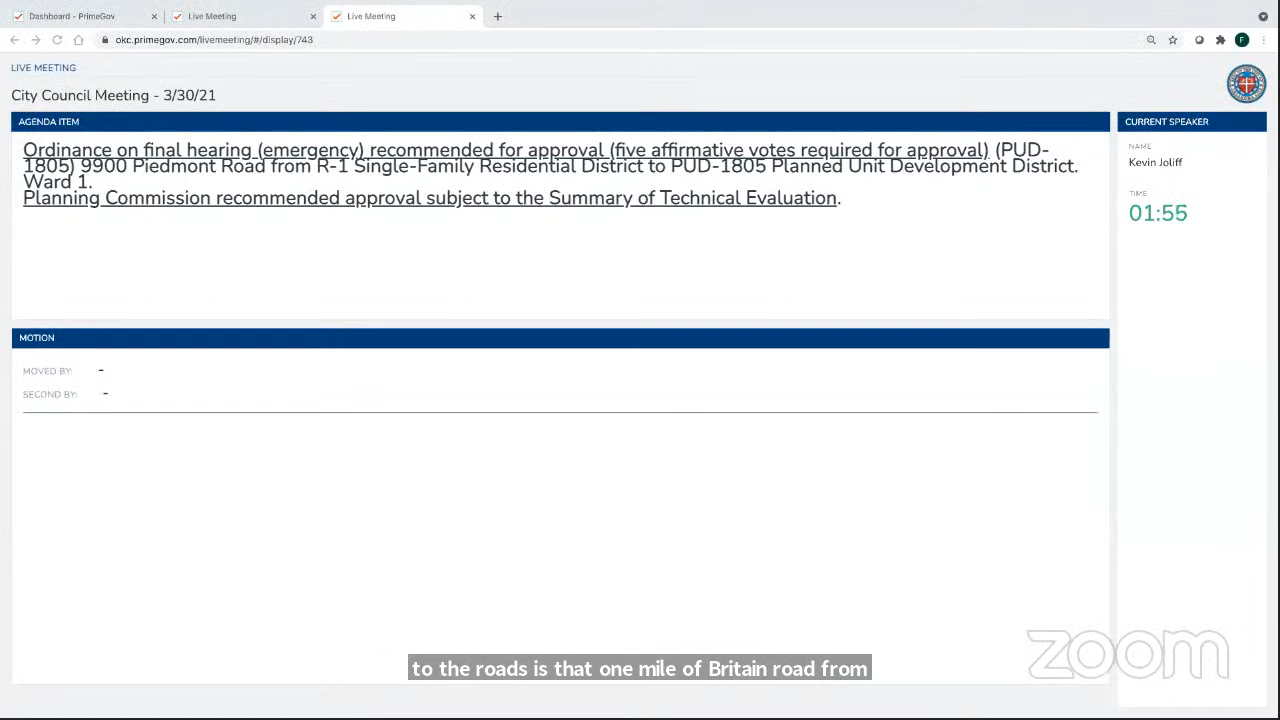 Dashboard - PrimeGov
Live Meeting
Live Meeting
okc.primegov.com/livemeeting/#/display/743
F
LIVE MEETING
City Council Meeting - 3/30/21
AGENDA ITEM
Ordinance on final hearing (emergency) recommended for approval (five affirmative votes required for approval) (PUD-
1805) 9900 Piedmont Road from R-1 Single-Family Residential District to PUD-1805 Planned Unit Development District.
Ward 1.
Planning Commission recommended approval subject to the Summary of Technical Evaluation.
CURRENT SPEAKER
NAME
Kevin Joliff
TIME
01:55
MOTION
MOVED BY: -
SECOND BY: -
to the roads is that one mile of Britain road from
zoom